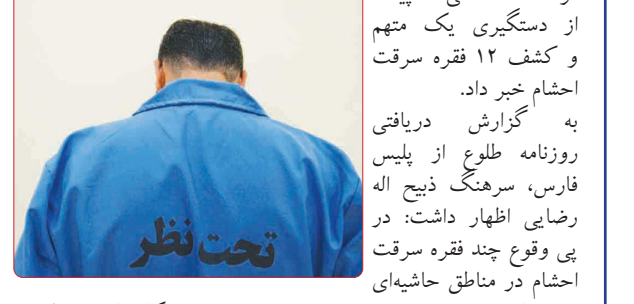 از دستگیری یک متهم
و کشف ۱۲ فقره سرقت
احشام خبر داد.
به گزارش دریافتی
روزنامه طلوع از پلیس
فارس، سرهنگ ذبیح اله
رضایی اظهار داشت: در
پی وقوع چند فقره سرقت
احشام در مناطق حاشیه‌ای
تحت‌نظر